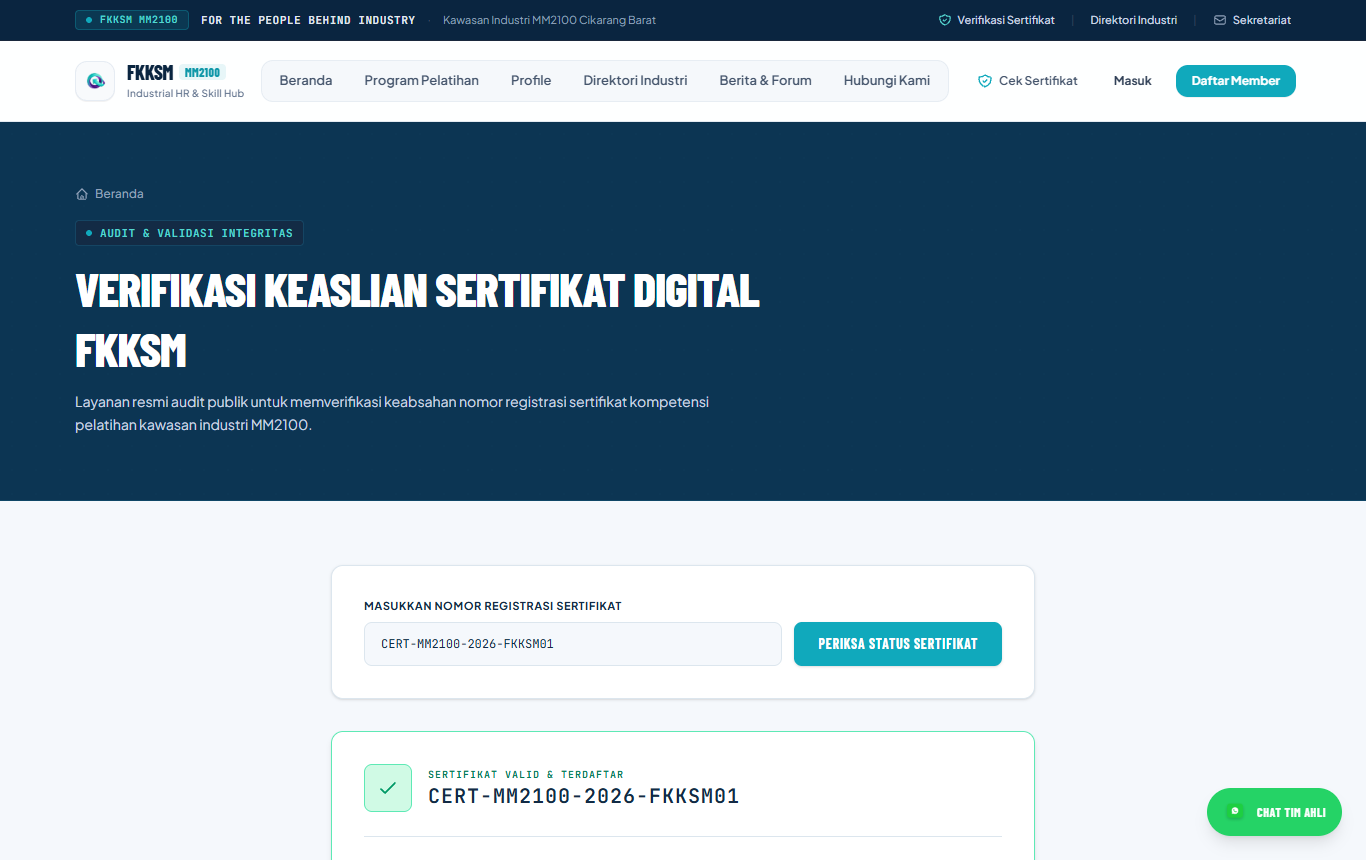 FKKSM MM2100 FOR THE PEOPLE BEHIND INDUSTRY · Kawasan Industri MM2100 Cikarang Barat Verifikasi Sertifikat Direktori Industri Sekretariat
FKKSM MM2100
Industrial HR & Skill Hub
Beranda Program Pelatihan Profile Direktori Industri Berita & Forum Hubungi Kami Cek Sertifikat Masuk Daftar Member
Beranda
AUDIT & VALIDASI INTEGRITAS
VERIFIKASI KEASLIAN SERTIFIKAT DIGITAL
FKKSM
Layanan resmi audit publik untuk memverifikasi keabsahan nomor registrasi sertifikat kompetensi
pelatihan kawasan industri MM2100.
MASUKKAN NOMOR REGISTRASI SERTIFIKAT
CERT-MM2100-2026-FKKSM01 PERIKSA STATUS SERTIFIKAT
SERTIFIKAT VALID & TERDAFTAR
CERT-MM2100-2026-FKKSM01
CHAT TIM AHLI